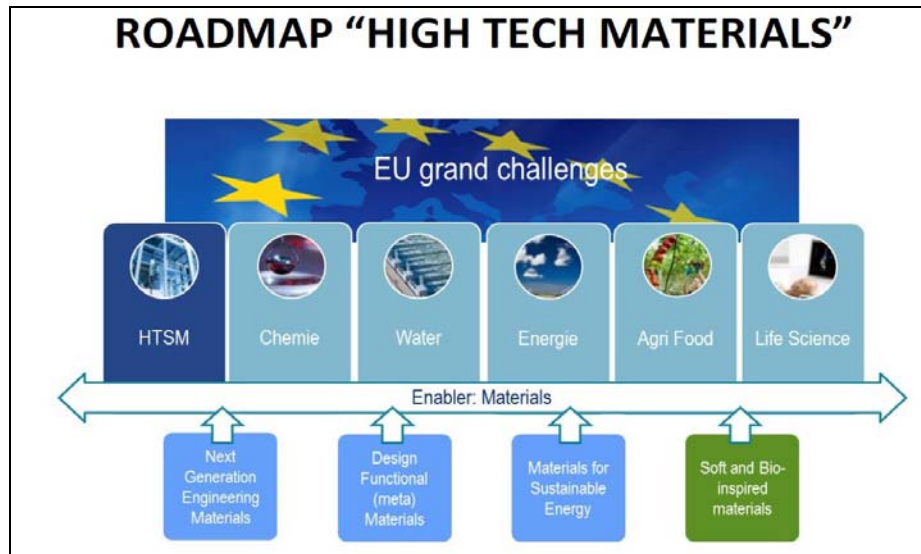 ROADMAP “HIGH TECH MATERIALS”
EU grand challenges
HTSM
Chemie
Water
Energie
Agri Food
Life Science
Enabler: Materials
Next
Generation
Engineering
Materials
Design
Functional
(meta)
Materials
Materials for
Sustainable
Energy
Soft and Bio-
inspired
materials